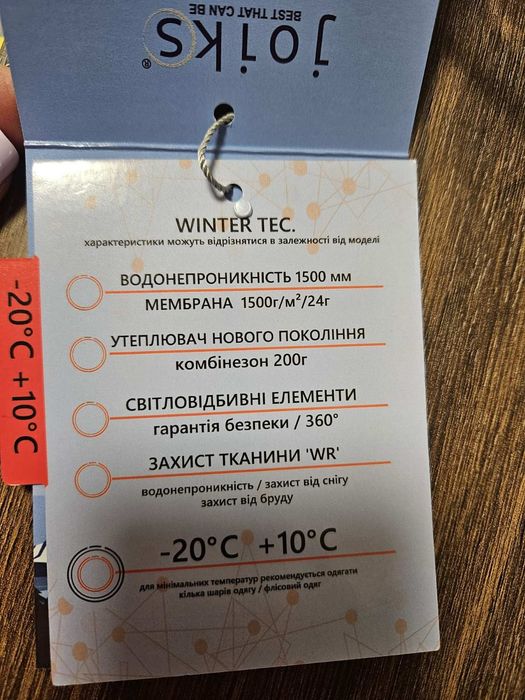 joiks®
BEST THAT CAN BE
WINTER TEC.
характеристики можуть відрізнятися в залежності від моделі
ВОДОНЕПРОНИКНІСТЬ 1500 мм
МЕМБРАНА 1500г/м²/24г
УТЕПЛЮВАЧ НОВОГО ПОКОЛІННЯ
комбінезон 200г
СВІТЛОВІДБИВНІ ЕЛЕМЕНТИ
гарантія безпеки / 360°
ЗАХИСТ ТКАНИНИ 'WR'
водонепроникність / захист від снігу
захист від бруду
-20°C +10°C
для мінімальних температур рекомендується одягати
кілька шарів одягу / флісовий одяг
-20°C +10°C